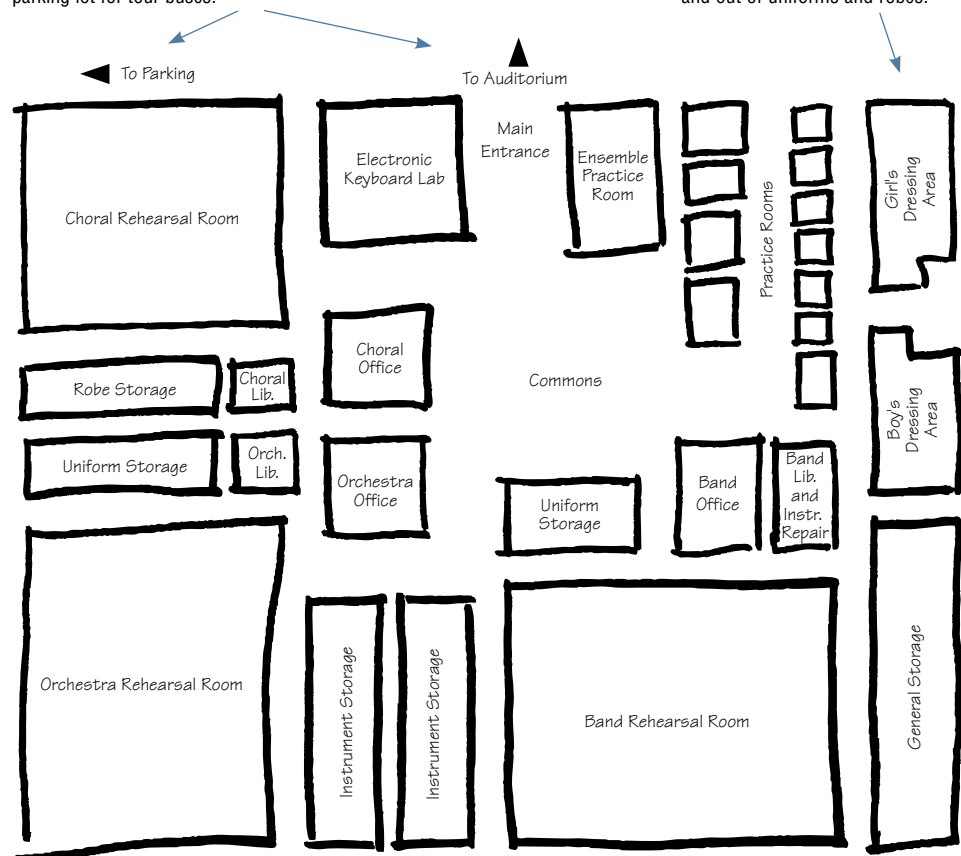 parking lot for tour buses.
and out of uniforms and robes.
To Parking
To Auditorium
Main
Entrance
Electronic
Keyboard Lab
Ensemble
Practice
Room
Choral Rehearsal Room
Practice Rooms
Girl's
Dressing
Area
Choral
Office
Commons
Robe Storage
Choral
Lib.
Boy's
Dressing
Area
Uniform Storage
Orch.
Lib.
Orchestra
Office
Uniform
Storage
Band
Office
Band
Lib.
and
Instr.
Repair
Orchestra Rehearsal Room
Instrument Storage
Instrument Storage
Band Rehearsal Room
General Storage